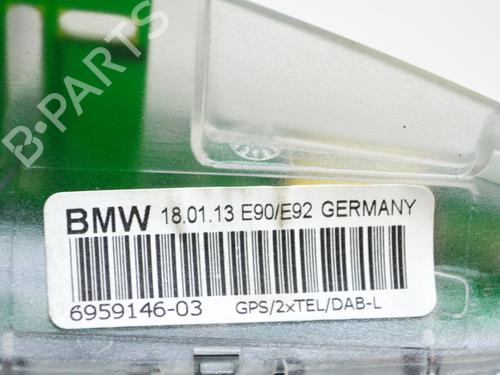 B-PARTS
BMW 18.01.13 E90/E92 GERMANY
6959146-03 GPS/2xTEL/DAB-L